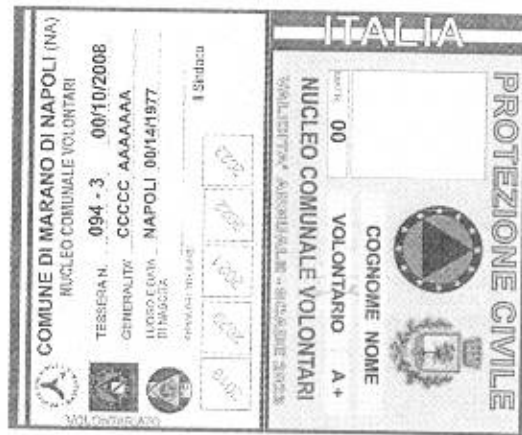 COMUNE DI MARANO DI NAPOLI (NA)
NUCLEO COMUNALE VOLONTARI
TESSERA N. 094 - 3 00/10/2008
GENERALITA' CCCCC AAAAAAA
LUOGO E DATA NAPOLI 00/14/1977
DI NASCITA
Il Sindaco
VOLONTARIATO
ITALIA
PROTEZIONE CIVILE
COGNOME NOME
00 VOLONTARIO A+
NUCLEO COMUNALE VOLONTARI